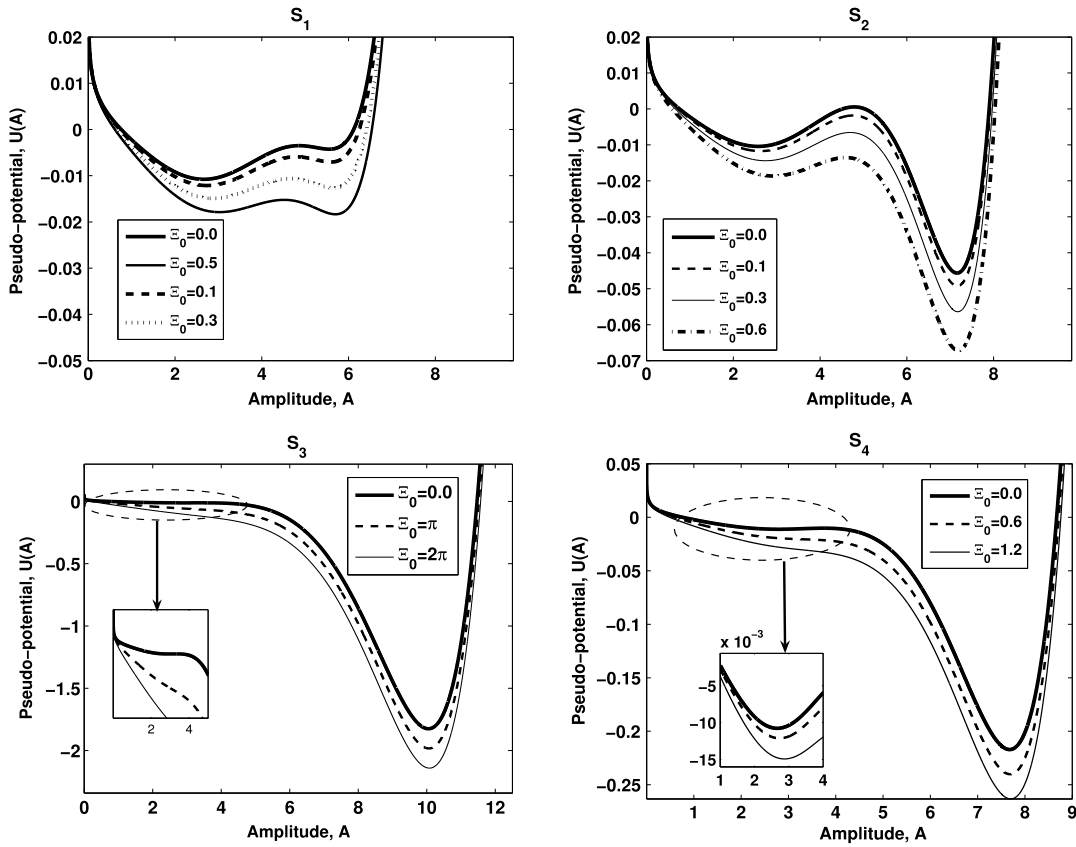 S1
Pseudo-potential, U(A)
0.02
0.01
0
−0.01
−0.02
−0.03
−0.04
−0.05
Ξ0=0.0
Ξ0=0.5
Ξ0=0.1
Ξ0=0.3
0 2 4 6 8
Amplitude, A
S2
Pseudo-potential, U(A)
0.02
0.01
0
−0.01
−0.02
−0.03
−0.04
−0.05
−0.06
−0.07
Ξ0=0.0
Ξ0=0.1
Ξ0=0.3
Ξ0=0.6
0 2 4 6 8
Amplitude, A
S3
Pseudo-potential, U(A)
0
−0.5
−1
−1.5
−2
Ξ0=0.0
Ξ0=π
Ξ0=2π
2 4
0 2 4 6 8 10 12
Amplitude, A
S4
Pseudo-potential, U(A)
0.05
0
−0.05
−0.1
−0.15
−0.2
−0.25
Ξ0=0.0
Ξ0=0.6
Ξ0=1.2
x 10−3
−5
−10
−15
1 2 3 4
0 1 2 3 4 5 6 7 8 9
Amplitude, A